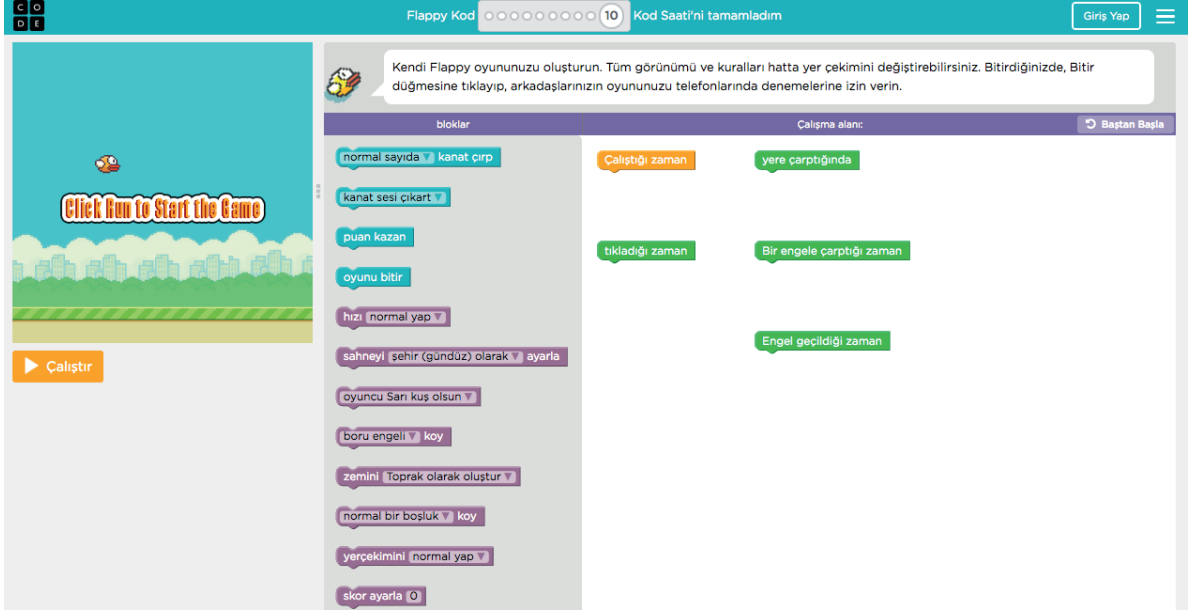 C O
D E
Flappy Kod
10
Kod Saati'ni tamamladım
Giriş Yap
Kendi Flappy oyununuzu oluşturun. Tüm görünümü ve kuralları hatta yer çekimini değiştirebilirsiniz. Bitirdiğinizde, Bitir
düğmesine tıklayıp, arkadaşlarınızın oyununuzu telefonlarında denemelerine izin verin.
bloklar
Çalışma alanı:
Baştan Başla
Click Run to Start the Game
Çalıştır
normal sayıda kanat çırp
kanat sesi çıkart
puan kazan
oyunu bitir
hızı normal yap
sahneyi şehir (gündüz) olarak ayarla
oyuncu Sarı kuş olsun
boru engeli koy
zemini Toprak olarak oluştur
normal bir boşluk koy
yerçekimini normal yap
skor ayarla 0
Çalıştığı zaman
yere çarptığında
tıkladığı zaman
Bir engele çarptığı zaman
Engel geçildiği zaman